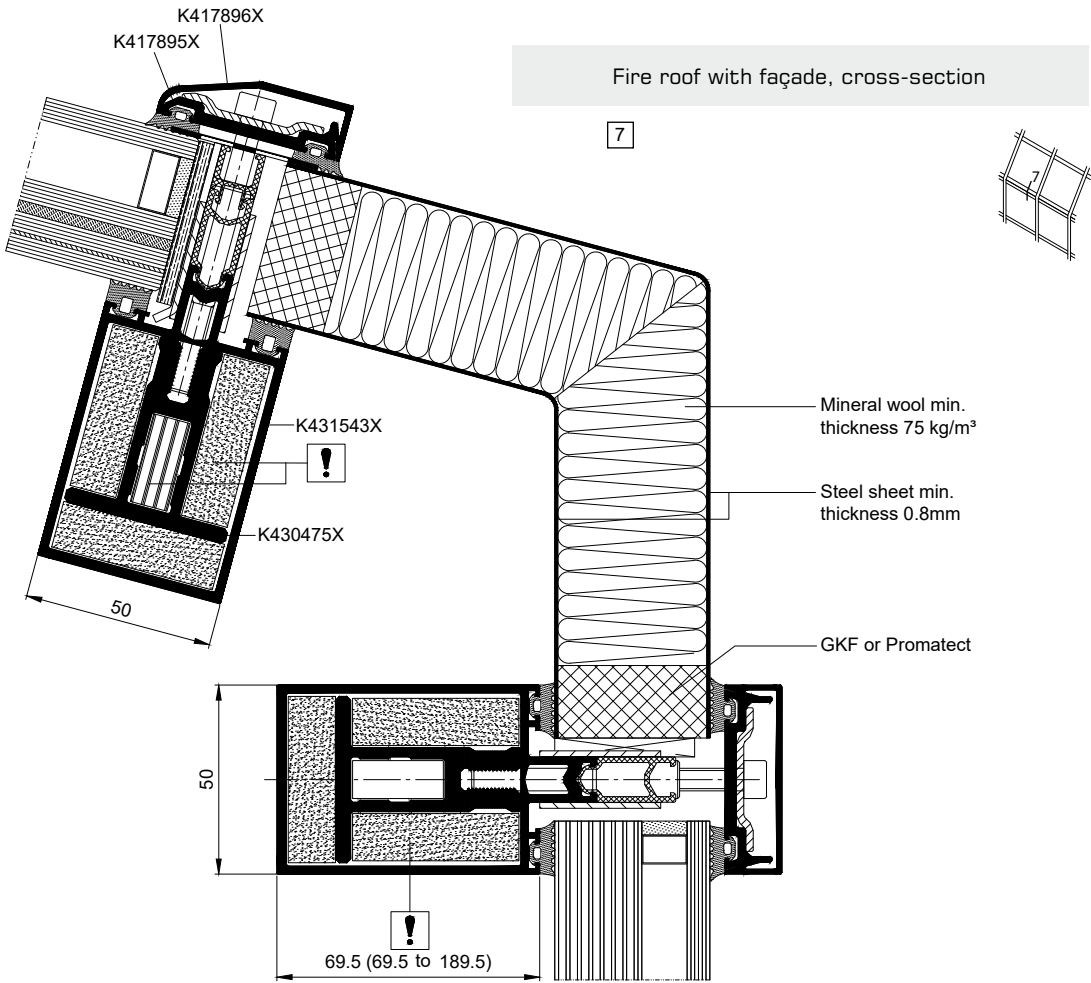 K417896X
K417895X
Fire roof with façade, cross-section
7
7
Mineral wool min.
thickness 75 kg/m³
K431543X
!
Steel sheet min.
thickness 0.8mm
K430475X
50
GKF or Promatect
50
!
69.5 (69.5 to 189.5)